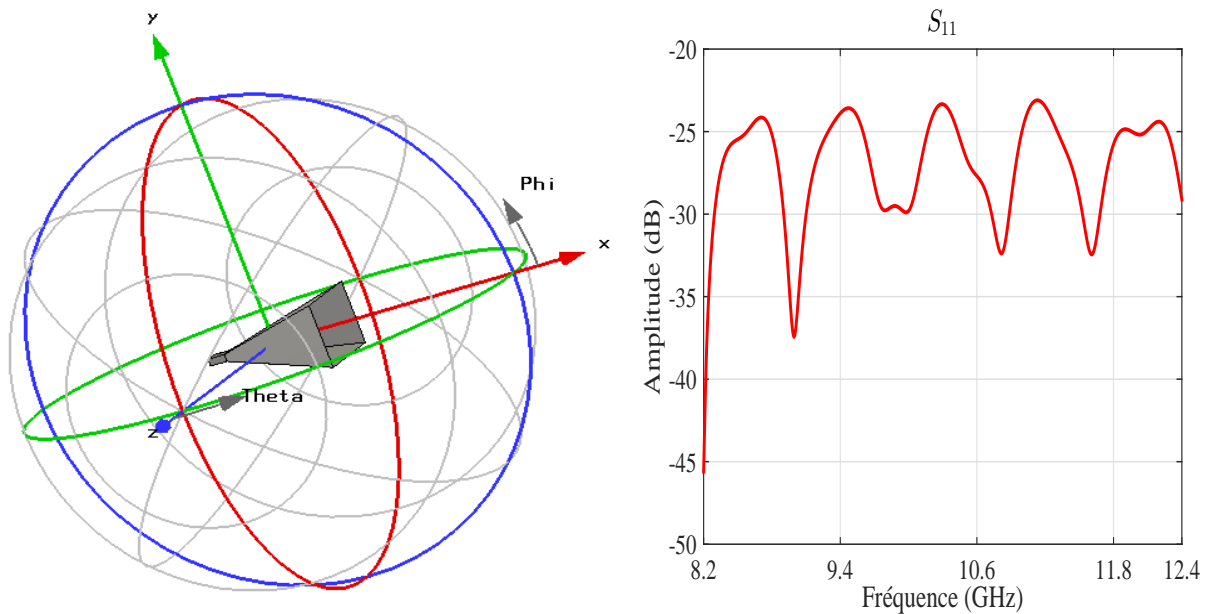 y
Phi
x
Theta
z
S11
-20
-25
-30
-35
-40
-45
-50
Amplitude (dB)
8.2 9.4 10.6 11.8 12.4
Fréquence (GHz)